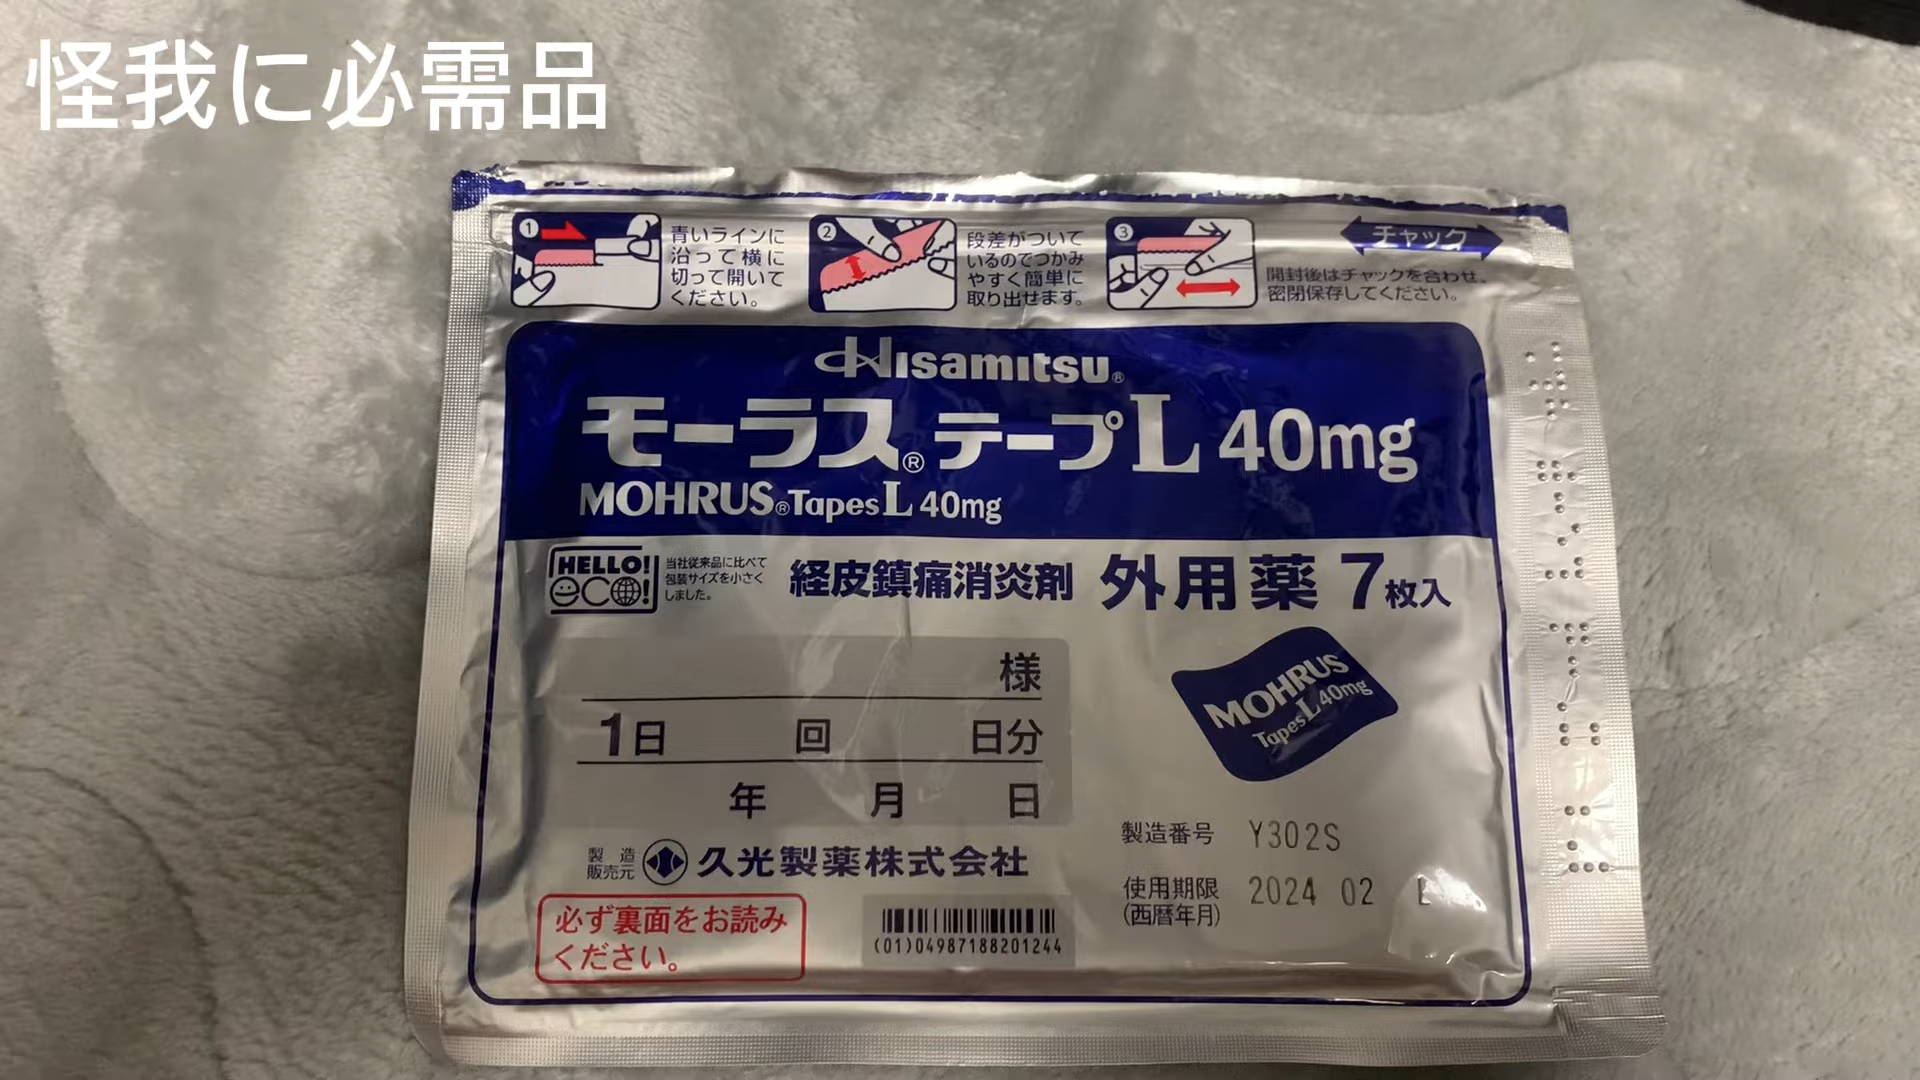 怪我に必需品
1 青いラインに
沿って横に
切って開いて
ください。
2 段差がついて
いるのでつかみ
やすく簡単に
取り出せます。
3
チャック
開封後はチャックを合わせ、
密閉保存してください。
Hisamitsu®
モーラス®テープL 40mg
MOHRUS®Tapes L 40mg
HELLO!
eco!
当社従来品に比べて
包装サイズを小さく
しました。
経皮鎮痛消炎剤 外用薬 7枚入
様
1日 回 日分
年 月 日
MOHRUS
Tapes L 40mg
製造
販売元
久光製薬株式会社
製造番号 Y302S
使用期限 2024 02
(西暦年月)
必ず裏面をお読み
ください。
(01)04987188201244